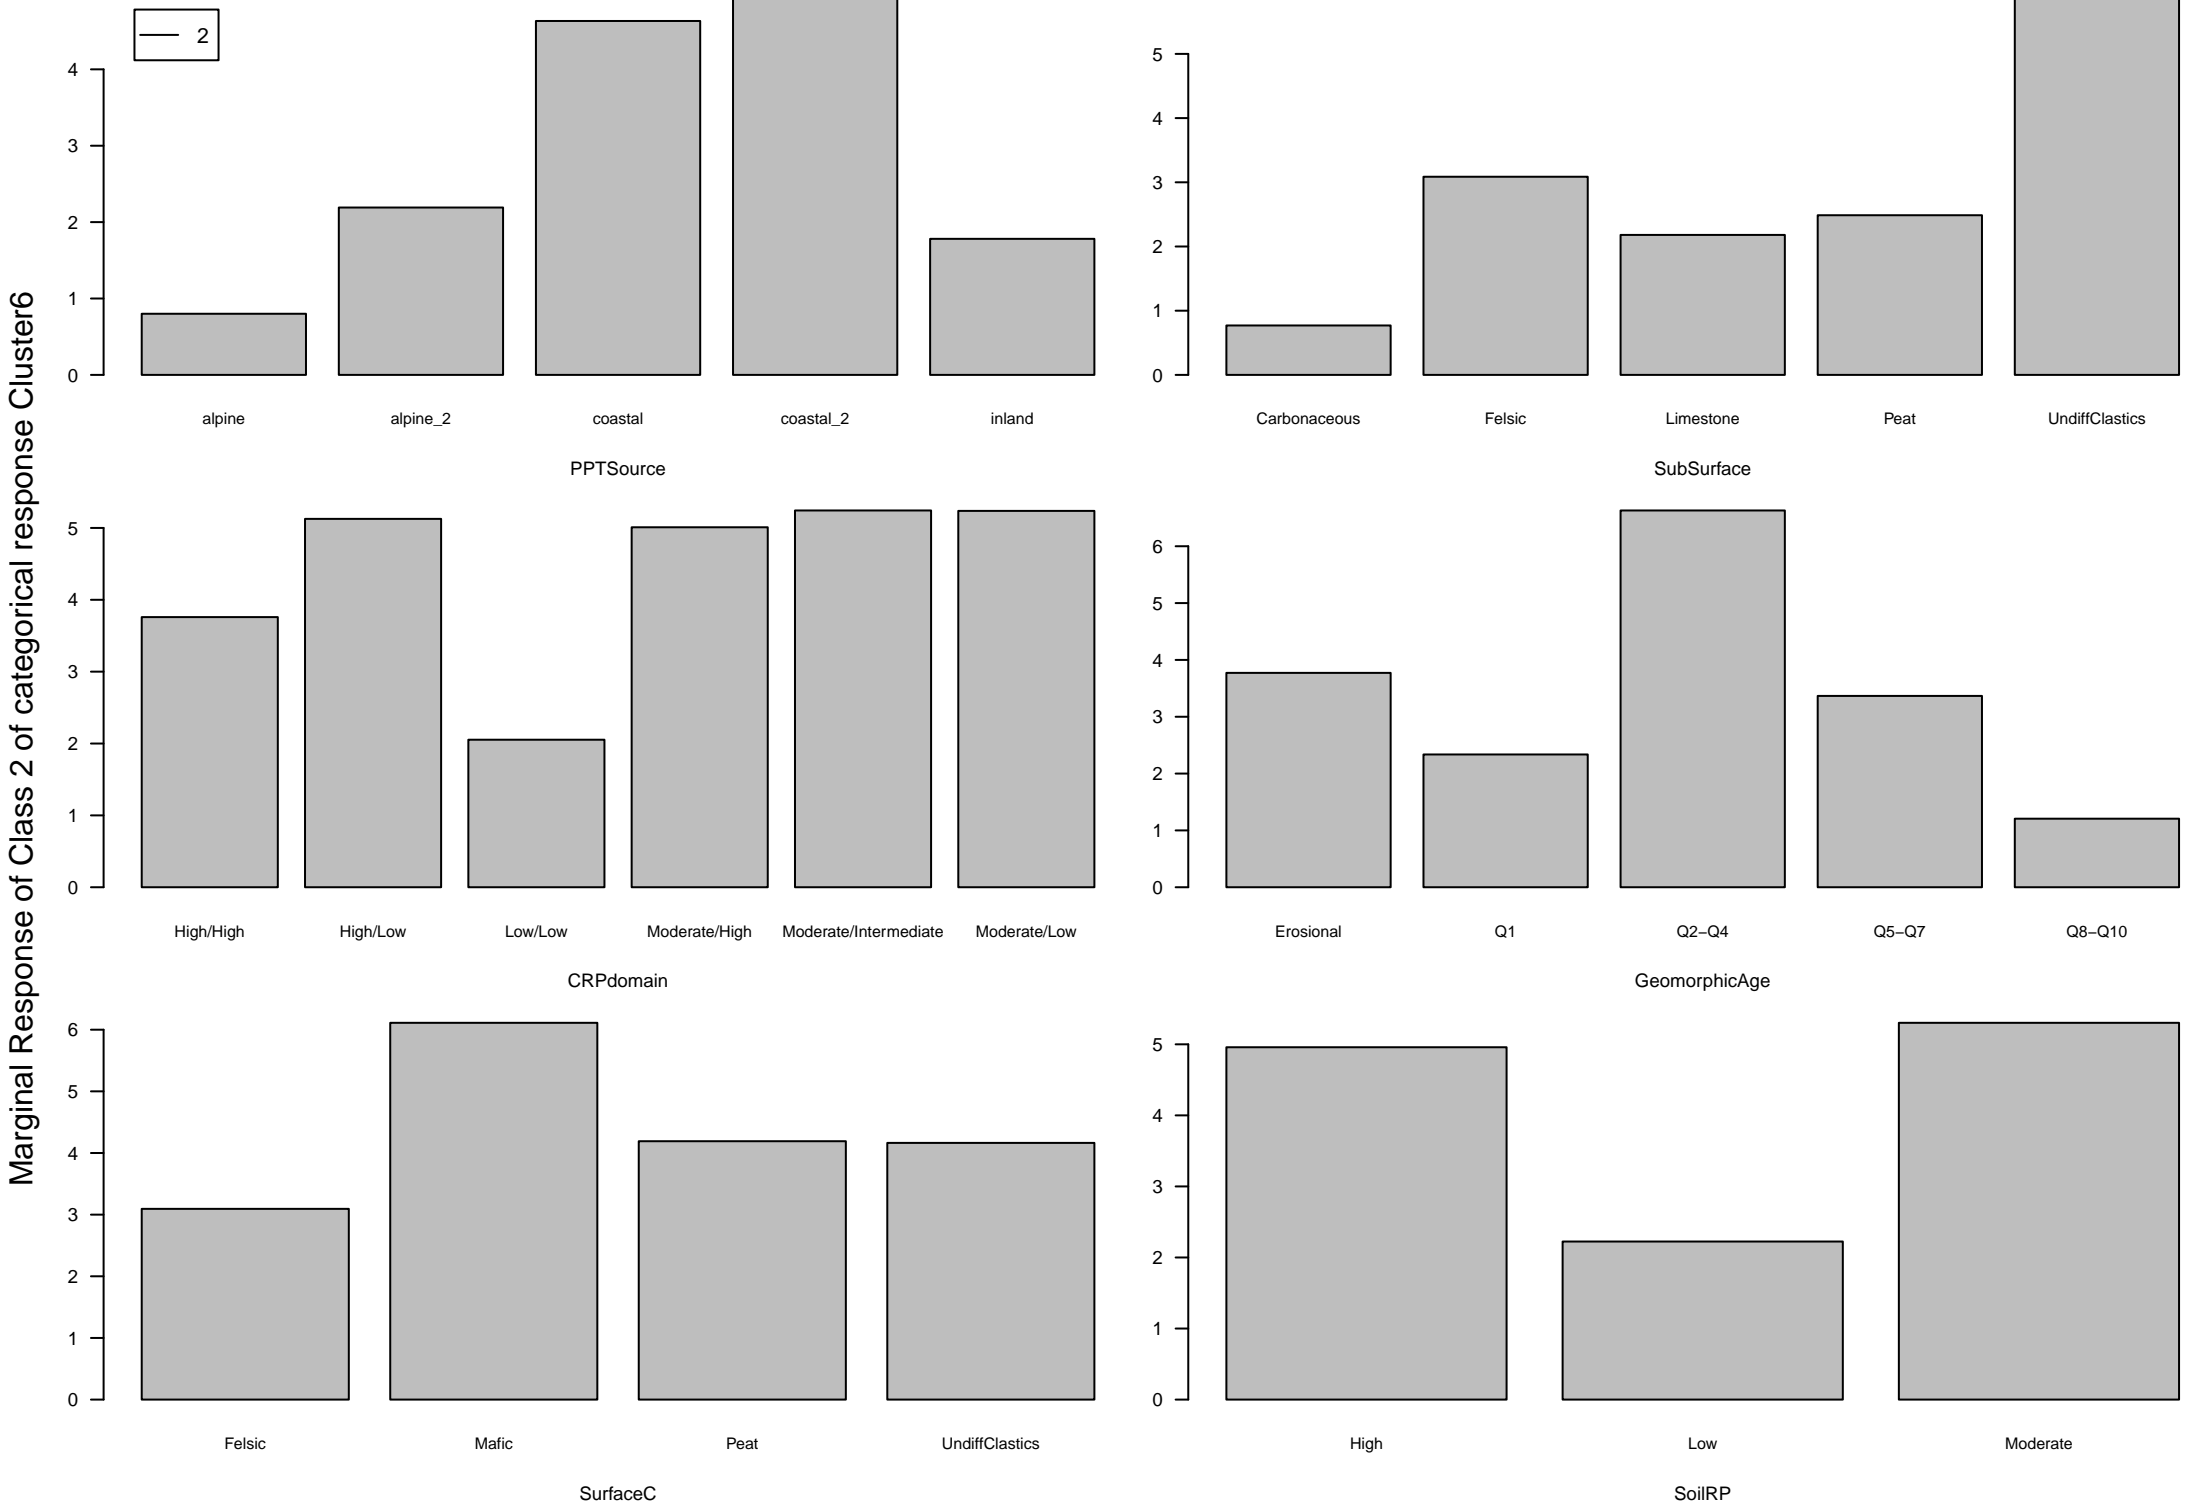 Marginal Response of Class 2 of categorical response Cluster6
2
4
3
2
1
0
alpine alpine_2 coastal coastal_2 inland
PPTSource
5
4
3
2
1
0
Carbonaceous Felsic Limestone Peat UndiffClastics
SubSurface
5
4
3
2
1
0
High/High High/Low Low/Low Moderate/High Moderate/Intermediate Moderate/Low
CRPdomain
6
5
4
3
2
1
0
Erosional Q1 Q2−Q4 Q5−Q7 Q8−Q10
GeomorphicAge
6
5
4
3
2
1
0
Felsic Mafic Peat UndiffClastics
SurfaceC
5
4
3
2
1
0
High Low Moderate
SoilRP